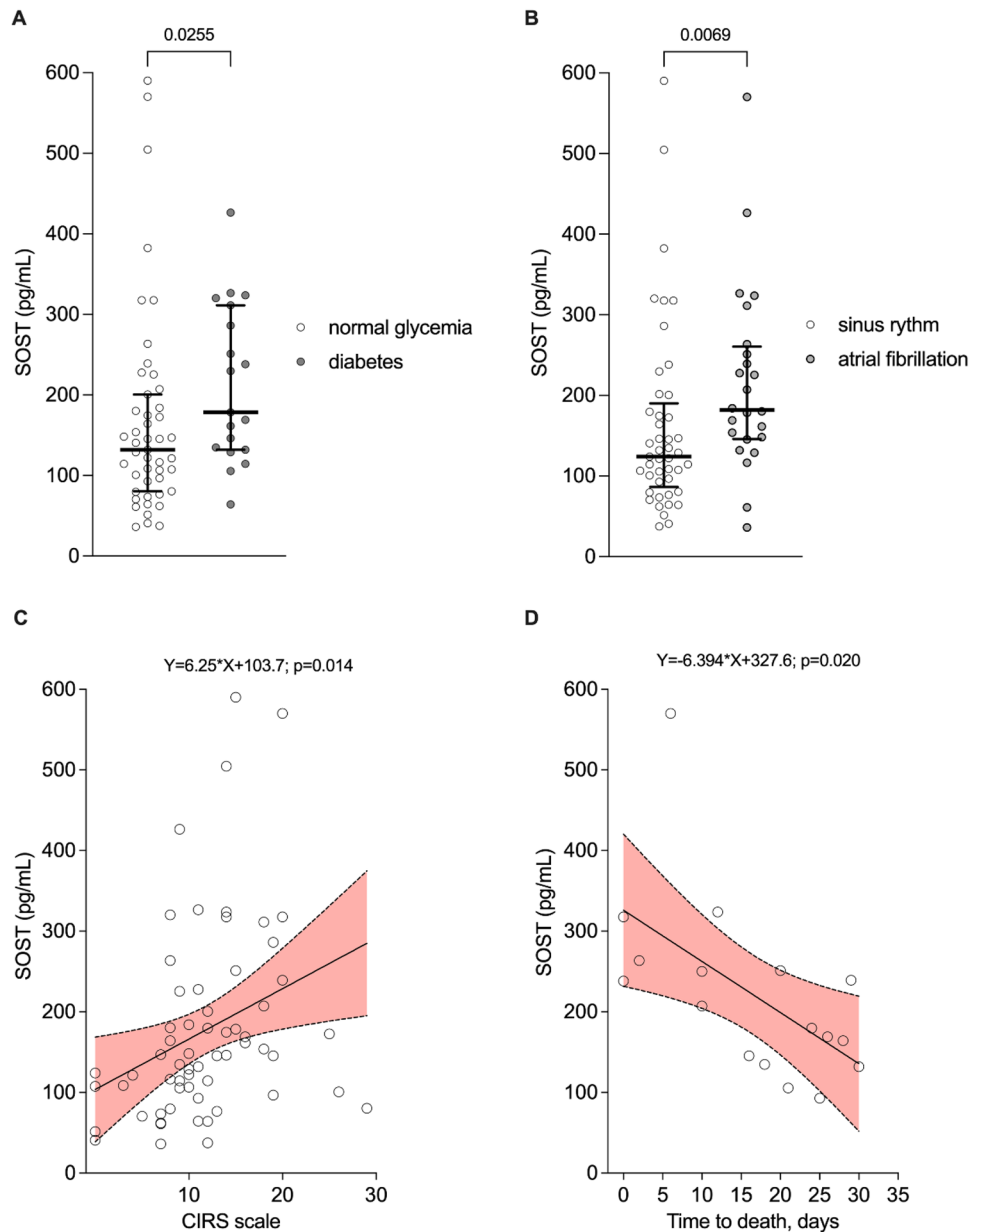 A
B
0.0255
0.0069
600
500
400
300
200
100
0
SOST (pg/mL)
normal glycemia
diabetes
600
500
400
300
200
100
0
SOST (pg/mL)
sinus rythm
atrial fibrillation
C
D
Y=6.25*X+103.7; p=0.014
Y=-6.394*X+327.6; p=0.020
600
500
400
300
200
100
0
SOST (pg/mL)
10 20 30
CIRS scale
600
500
400
300
200
100
0
SOST (pg/mL)
0 5 10 15 20 25 30 35
Time to death, days